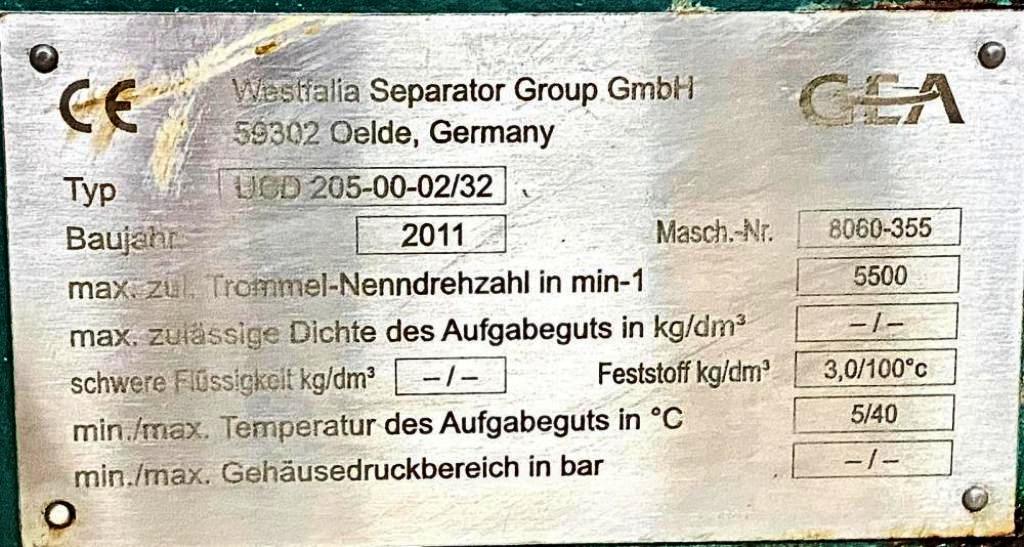 CE Westfalia Separator Group GmbH GEA
59302 Oelde, Germany
Typ UCD 205-00-02/32
Baujahr 2011 Masch.-Nr. 8060-355
max. zul. Trommel-Nenndrehzahl in min-1 5500
max. zulässige Dichte des Aufgabeguts in kg/dm³ –/–
schwere Flüssigkeit kg/dm³ –/– Feststoff kg/dm³ 3,0/100°c
min./max. Temperatur des Aufgabeguts in °C 5/40
min./max. Gehäusedruckbereich in bar –/–